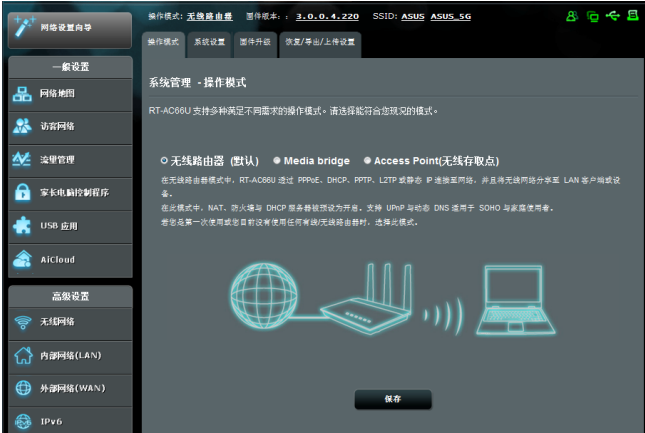 网络设置向导
操作模式: 无线路由器 固件版本: : 3.0.0.4.220 SSID: ASUS ASUS_5G
操作模式 系统设置 固件升级 恢复/导出/上传设置
一般设置
网络地图
访客网络
流量管理
家长电脑控制程序
USB 应用
AiCloud
高级设置
无线网络
内部网络(LAN)
外部网络(WAN)
IPv6
系统管理 - 操作模式
RT-AC66U 支持多种满足不同需求的操作模式。请选择能符合您现况的模式。
无线路由器 (默认) Media bridge Access Point(无线存取点)
在无线路由器模式中，RT-AC66U 透过 PPPoE、DHCP、PPTP、L2TP或静态 IP 连接至网络，并且将无线网络分享至 LAN 客户端或设
备。
在此模式中，NAT、防火墙与 DHCP 服务器被预设为开启。支持 UPnP 与动态 DNS 适用于 SOHO 与家庭使用者。
若您是第一次使用或您目前没有使用任何有线/无线路由器时，选择此模式。
保存